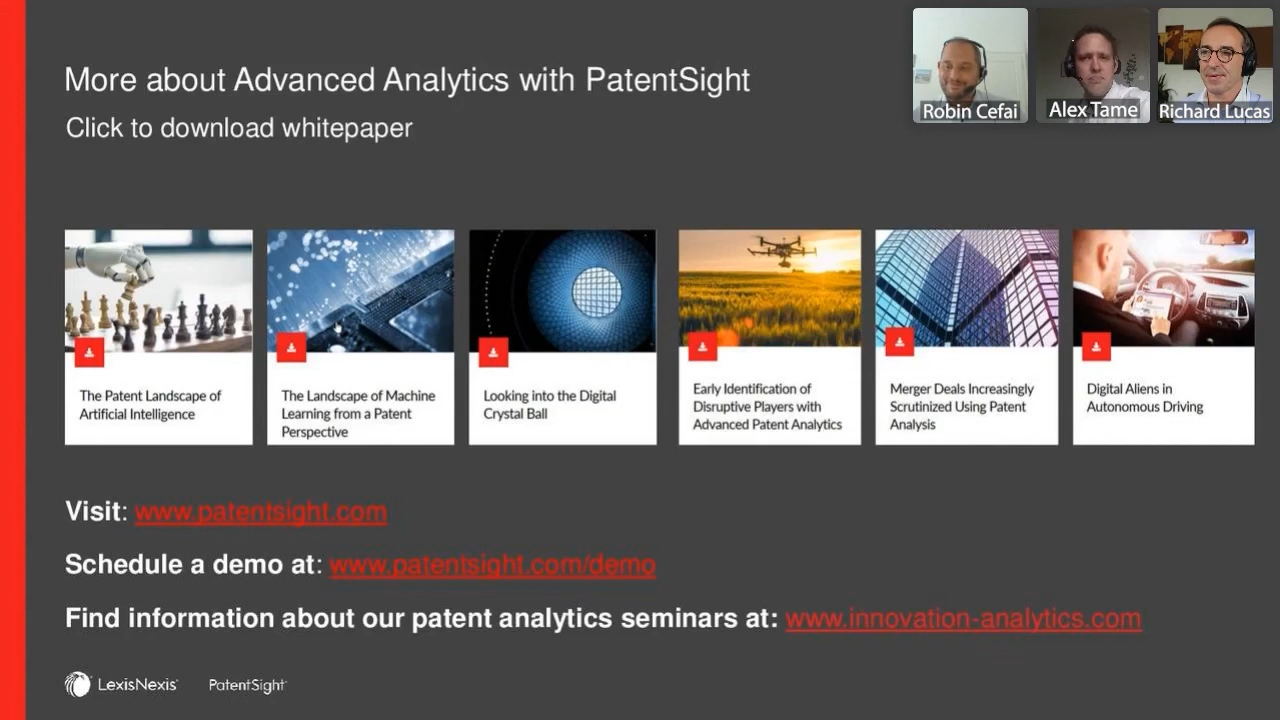 More about Advanced Analytics with PatentSight
Click to download whitepaper
Robin Cefai
Alex Tame
Richard Lucas
The Patent Landscape of
Artificial Intelligence
The Landscape of Machine
Learning from a Patent
Perspective
Looking into the Digital
Crystal Ball
Early Identification of
Disruptive Players with
Advanced Patent Analytics
Merger Deals Increasingly
Scrutinized Using Patent
Analysis
Digital Aliens in
Autonomous Driving
Visit: www.patentsight.com
Schedule a demo at: www.patentsight.com/demo
Find information about our patent analytics seminars at: www.innovation-analytics.com
LexisNexis PatentSight